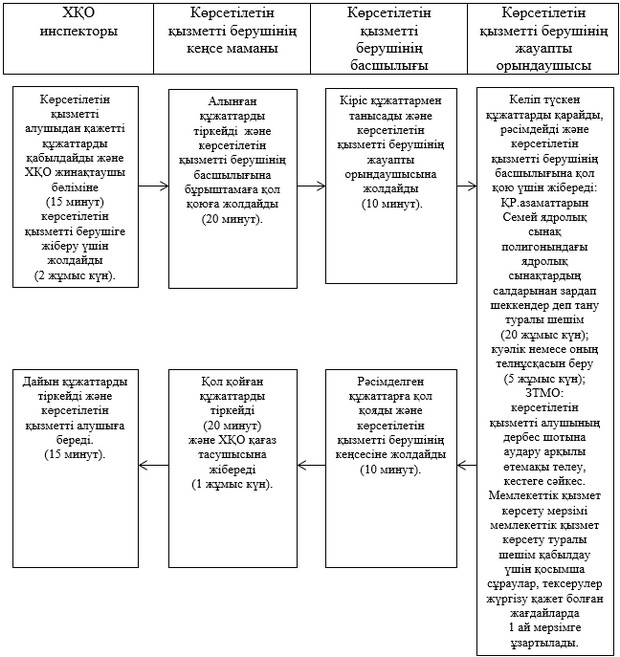 ХҚО
инспекторы
Көрсетілетін
қызметті берушінің
кеңсе маманы
Көрсетілетін
қызметті
берушінің
басшылығы
Көрсетілетін
қызметті берушінің
жауапты
орындаушысы
Көрсетілетін
қызметті
алушыдан қажетті
құжаттарды
қабылдайды және
ХҚО жинақтаушы
бөліміне
(15 минут)
көрсетілетін
қызметті берушіге
жіберу үшін
жолдайды
(2 жұмыс күн).
Алынған
құжаттарды
тіркейді және
көрсетілетін
қызметті берушінің
басшылығына
бұрыштамаға қол
қоюға жолдайды
(20 минут).
Кіріс құжаттармен
танысады және
көрсетілетін
қызметті берушінің
жауапты
орындаушысына
жолдайды
(10 минут).
Келіп түскен
құжаттарды қарайды,
рәсімдейді және
көрсетілетін
қызметті берушінің
басшылығына қол
қою үшін жібереді:
ҚР.азаматтарын
Семей ядролық
сынақ
полигонындағы
ядролық
сынақтардың
салдарынан зардап
шеккендер деп тану
туралы шешім
(20 жұмыс күн);
куәлік немесе оның
телнұсқасын беру
(5 жұмыс күн);
ЗТМО:
көрсетілетін
қызметті алушының
дербес шотына
аудару арқылы
өтемақы төлеу,
кестеге сәйкес.
Мемлекеттік қызмет
көрсету мерзімі
мемлекеттік қызмет
көрсету туралы
шешім қабылдау
үшін қосымша
сұраулар, тексерулер
жүргізу қажет болған
жағдайларда
1 ай мерзімге
ұзартылады.
Рәсімделген
құжаттарға қол
қояды және
көрсетілетін
қызметті берушінің
кеңсесіне жолдайды
(10 минут).
Қол қойған
құжаттарды
тіркейді
(20 минут)
және ХҚО қағаз
тасушысына
жібереді
(1 жұмыс күн).
Дайын құжаттарды
тіркейді және
көрсетілетін
қызметті алушыға
береді.
(15 минут).